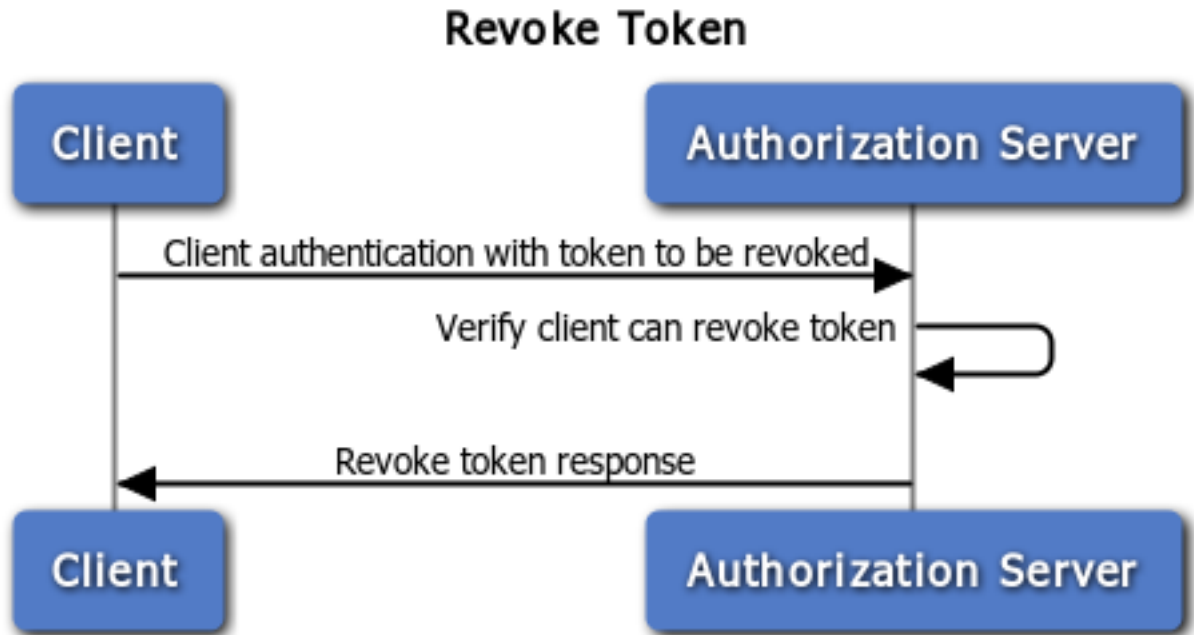 Revoke Token
Client
Authorization Server
Client authentication with token to be revoked
Verify client can revoke token
Revoke token response
Client
Authorization Server